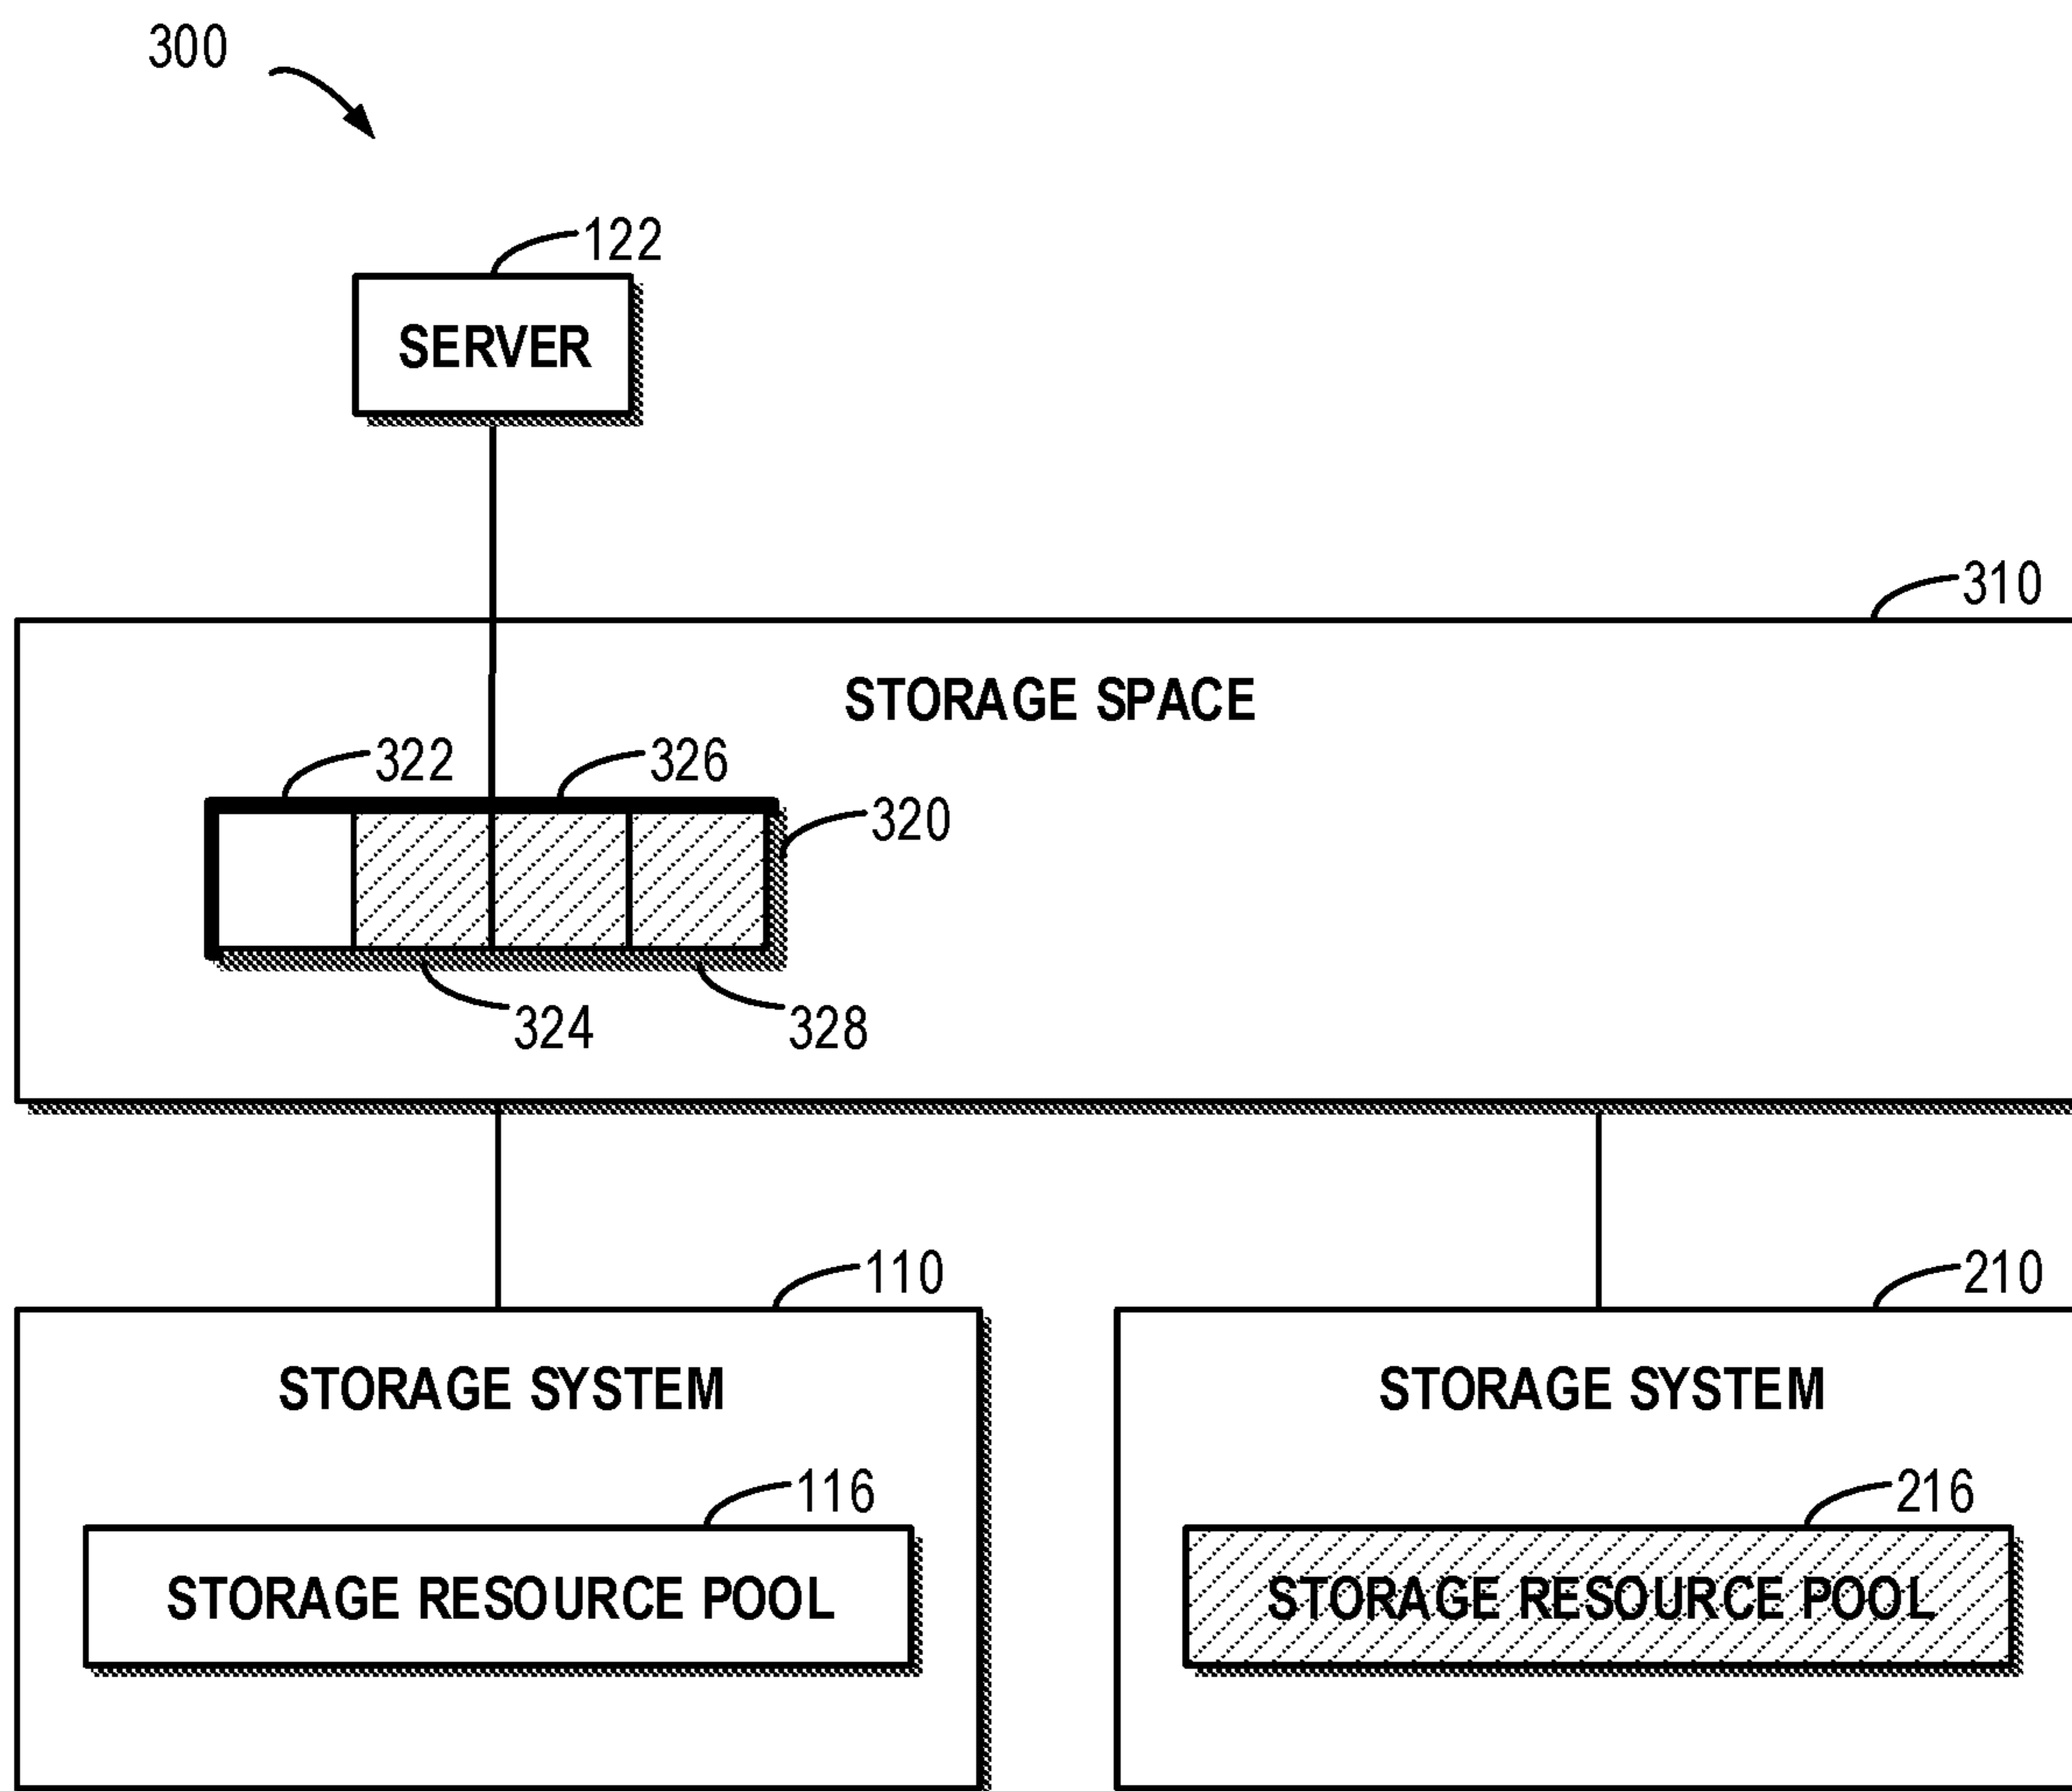 300
122
SERVER
310
STORAGE SPACE
322
326
320
324
328
110
210
STORAGE SYSTEM
STORAGE SYSTEM
116
216
STORAGE RESOURCE POOL
STORAGE RESOURCE POOL